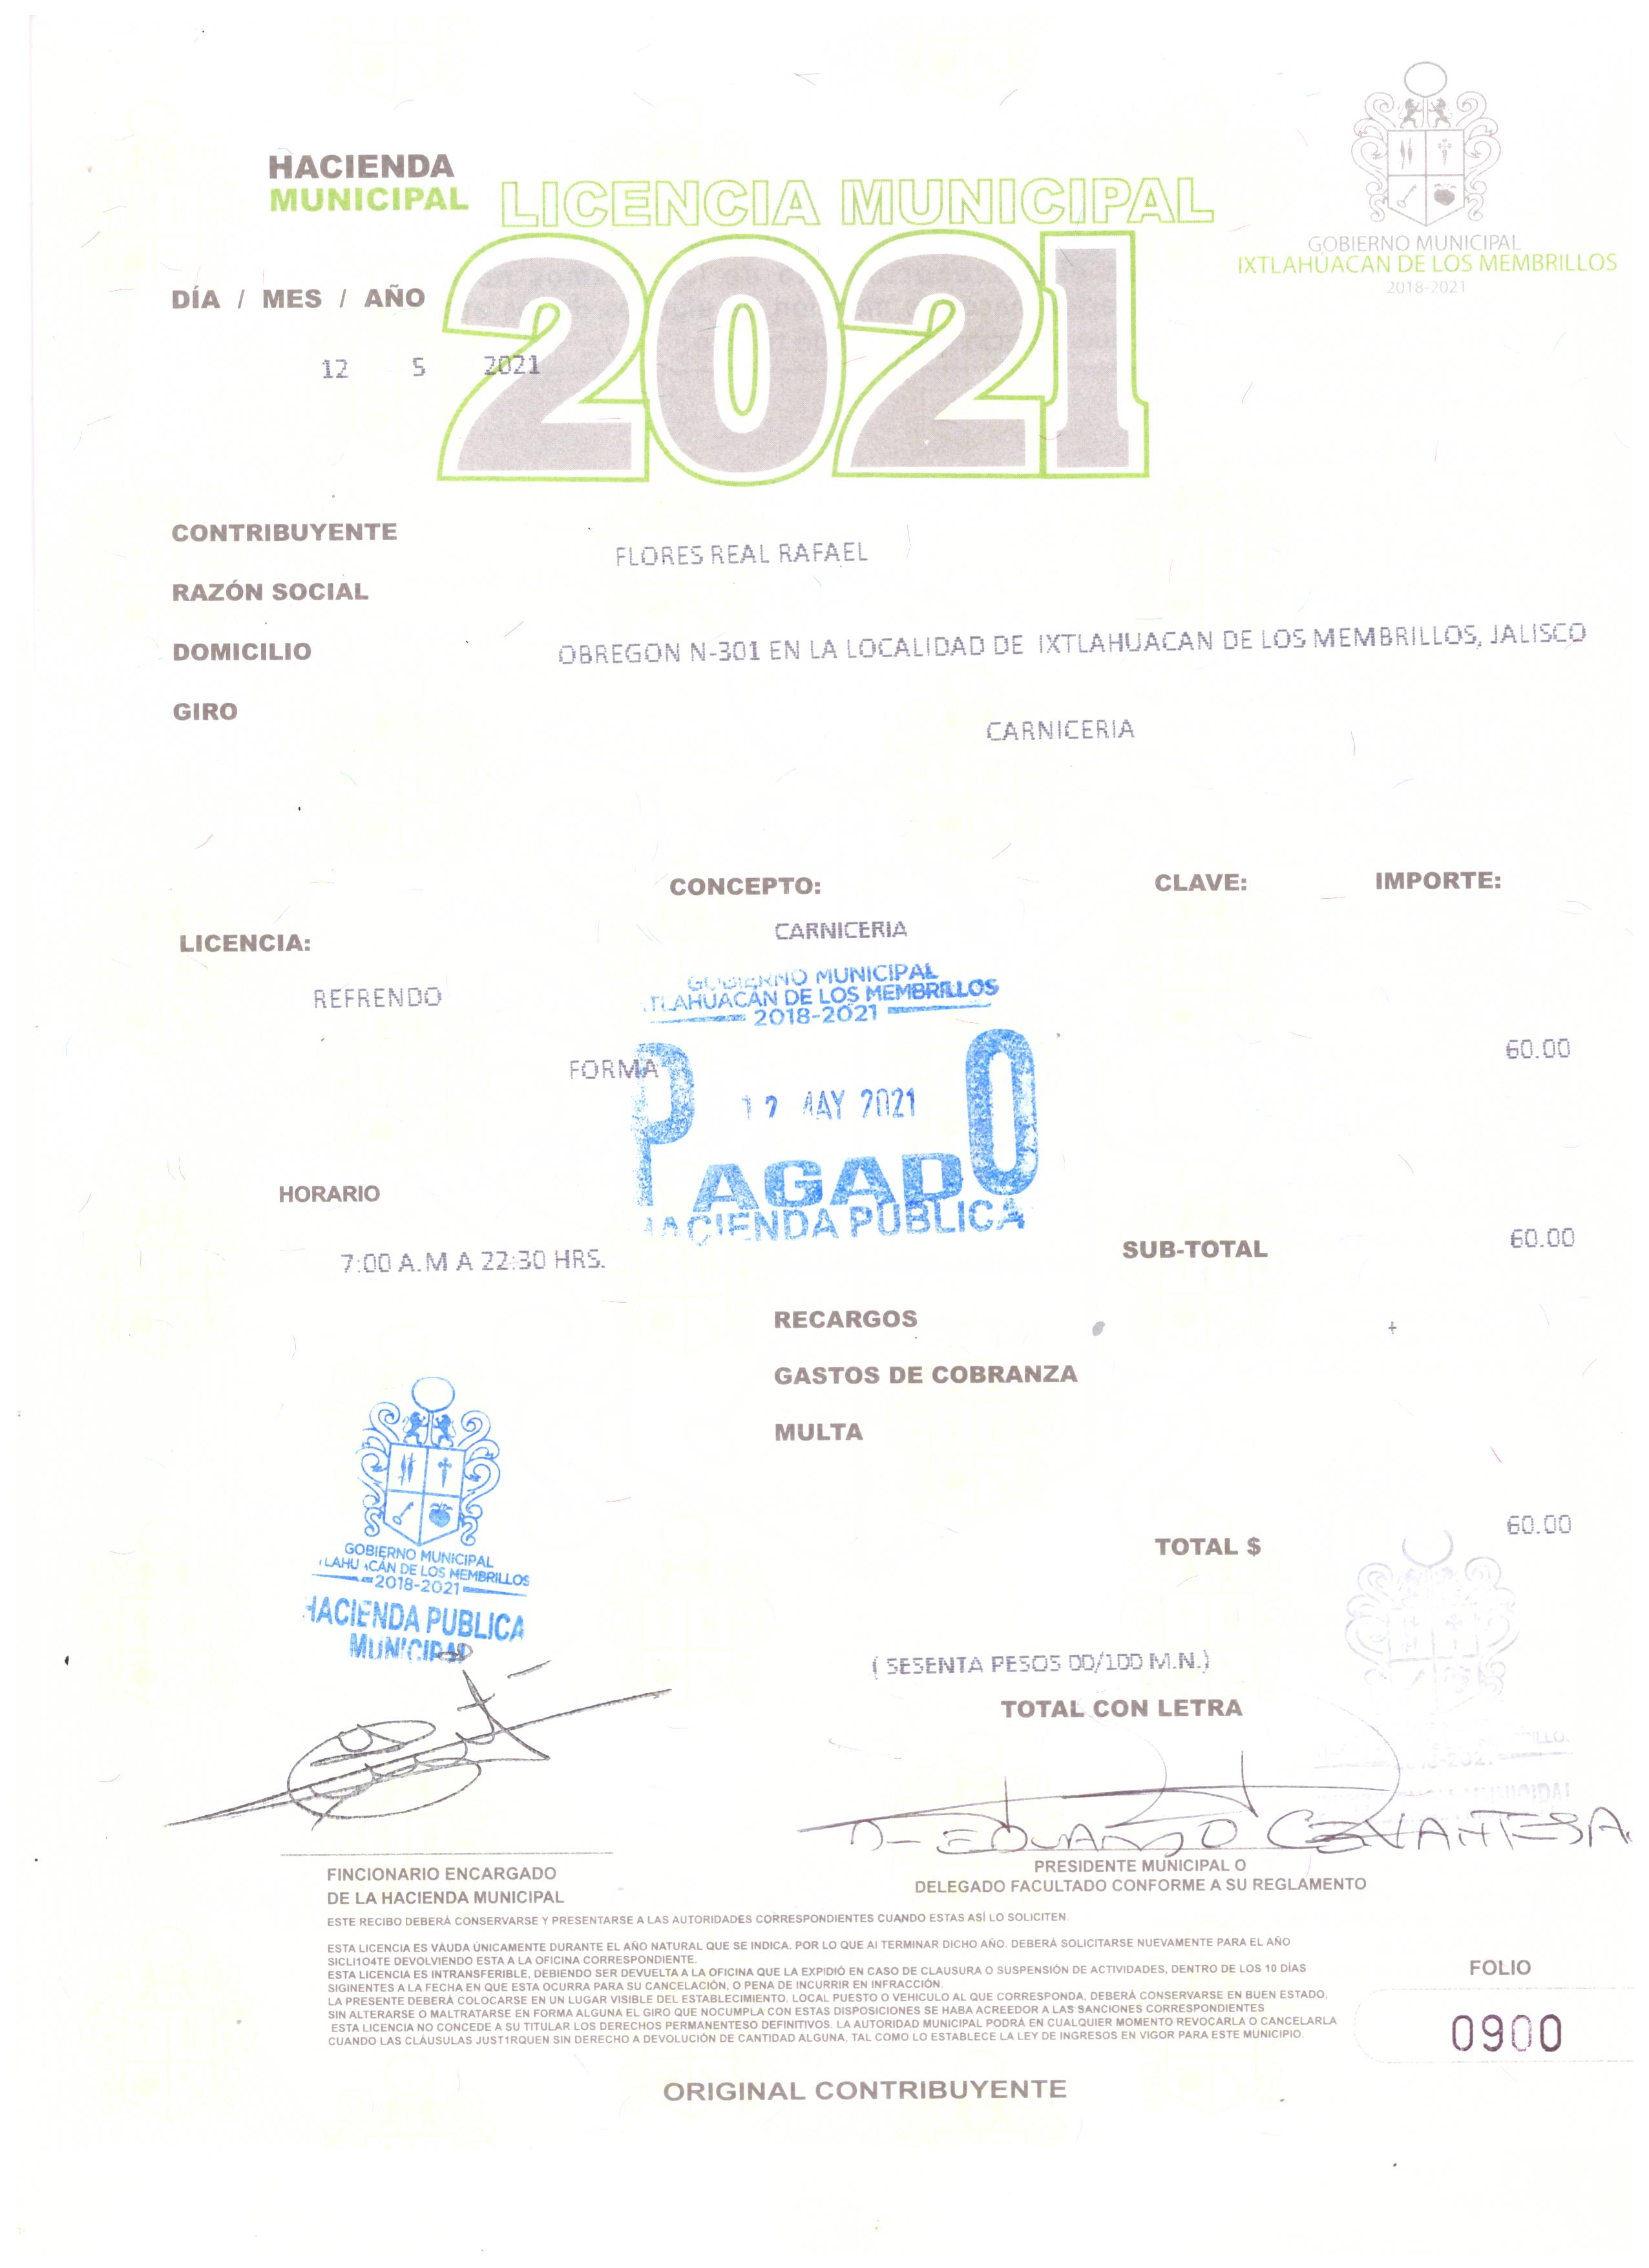 HACIENDA
MUNICIPAL
LICENCIA MUNICIPAL
2021
GOBIERNO MUNICIPAL
IXTLAHUACAN DE LOS MEMBRILLOS
2018-2021
DÍA / MES / AÑO
12 5 2021
CONTRIBUYENTE
FLORES REAL RAFAEL
RAZÓN SOCIAL
DOMICILIO
OBREGON N-301 EN LA LOCALIDAD DE IXTLAHUACAN DE LOS MEMBRILLOS, JALISCO
GIRO
CARNICERIA
CONCEPTO: CLAVE: IMPORTE:
CARNICERIA
LICENCIA:
REFRENDO
GOBIERNO MUNICIPAL
TLAHUACÁN DE LOS MEMBRILLOS
2018-2021
FORMA 60.00
12 MAY 2021
PAGADO
HACIENDA PUBLICA
HORARIO
7:00 A.M A 22:30 HRS.
SUB-TOTAL 60.00
RECARGOS
GASTOS DE COBRANZA
MULTA
TOTAL $ 60.00
GOBIERNO MUNICIPAL
TLAHUACÁN DE LOS MEMBRILLOS
2018-2021
HACIENDA PUBLICA
MUNICIPAL
( SESENTA PESOS 00/100 M.N.)
TOTAL CON LETRA
FINCIONARIO ENCARGADO
DE LA HACIENDA MUNICIPAL
PRESIDENTE MUNICIPAL O
DELEGADO FACULTADO CONFORME A SU REGLAMENTO
ESTE RECIBO DEBERÁ CONSERVARSE Y PRESENTARSE A LAS AUTORIDADES CORRESPONDIENTES CUANDO ESTAS ASÍ LO SOLICITEN.
ESTA LICENCIA ES VÁUDA ÚNICAMENTE DURANTE EL AÑO NATURAL QUE SE INDICA. POR LO QUE AI TERMINAR DICHO AÑO. DEBERÁ SOLICITARSE NUEVAMENTE PARA EL AÑO
SICLI1O4TE DEVOLVIENDO ESTA A LA OFICINA CORRESPONDIENTE.
ESTA LICENCIA ES INTRANSFERIBLE, DEBIENDO SER DEVUELTA A LA OFICINA QUE LA EXPIDIÓ EN CASO DE CLAUSURA O SUSPENSIÓN DE ACTIVIDADES, DENTRO DE LOS 10 DÍAS
SIGINENTES A LA FECHA EN QUE ESTA OCURRA PARA SU CANCELACIÓN, O PENA DE INCURRIR EN INFRACCIÓN.
LA PRESENTE DEBERÁ COLOCARSE EN UN LUGAR VISIBLE DEL ESTABLECIMIENTO. LOCAL PUESTO O VEHICULO AL QUE CORRESPONDA, DEBERÁ CONSERVARSE EN BUEN ESTADO,
SIN ALTERARSE O MALTRATARSE EN FORMA ALGUNA EL GIRO QUE NOCUMPLA CON ESTAS DISPOSICIONES SE HABA ACREEDOR A LAS SANCIONES CORRESPONDIENTES
ESTA LICENCIA NO CONCEDE A SU TITULAR LOS DERECHOS PERMANENTESO DEFINITIVOS. LA AUTORIDAD MUNICIPAL PODRÁ EN CUALQUIER MOMENTO REVOCARLA O CANCELARLA
CUANDO LAS CLÁUSULAS JUST1RQUEN SIN DERECHO A DEVOLUCIÓN DE CANTIDAD ALGUNA, TAL COMO LO ESTABLECE LA LEY DE INGRESOS EN VIGOR PARA ESTE MUNICIPIO.
FOLIO
0900
ORIGINAL CONTRIBUYENTE